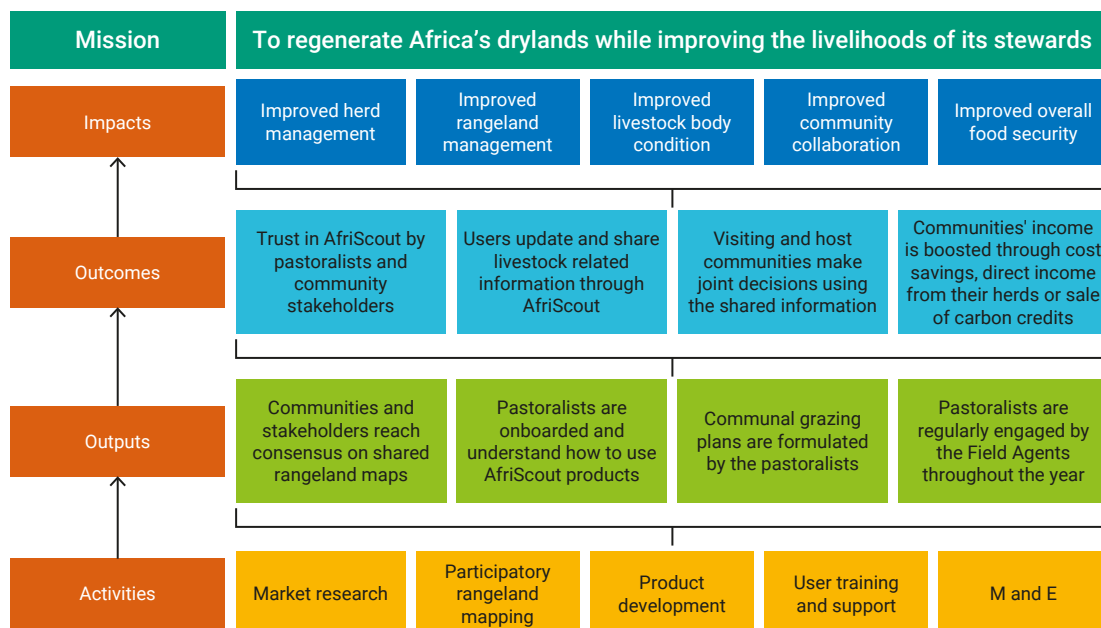 Mission
To regenerate Africa's drylands while improving the livelihoods of its stewards
Impacts
Improved herd
management
Improved
rangeland
management
Improved
livestock body
condition
Improved
community
collaboration
Improved overall
food security
Outcomes
Trust in AfriScout by
pastoralists and
community
stakeholders
Users update and share
livestock related
information through
AfriScout
Visiting and host
communities make
joint decisions using
the shared information
Communities' income
is boosted through cost
savings, direct income
from their herds or sale
of carbon credits
Outputs
Communities and
stakeholders reach
consensus on shared
rangeland maps
Pastoralists are
onboarded and
understand how to use
AfriScout products
Communal grazing
plans are formulated
by the pastoralists
Pastoralists are
regularly engaged by
the Field Agents
throughout the year
Activities
Market research
Participatory
rangeland
mapping
Product
development
User training
and support
M and E